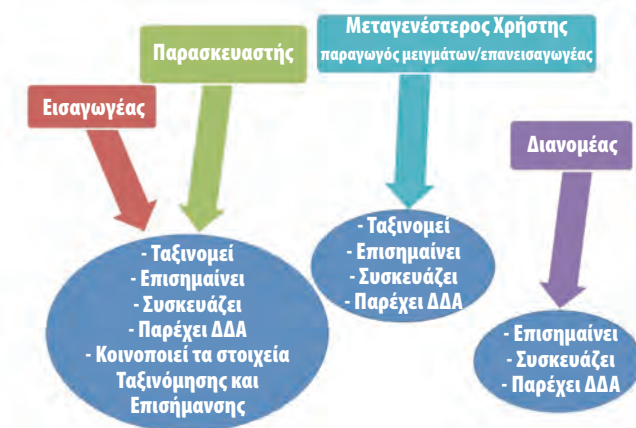 Μεταγενέστερος Χρήστης
παραγωγός μειγμάτων/επανεισαγωγέας
Παρασκευαστής
Εισαγωγέας
Διανομέας
- Ταξινομεί
- Επισημαίνει
- Συσκευάζει
- Παρέχει ΔΔΑ
- Κοινοποιεί τα στοιχεία
Ταξινόμησης και
Επισήμανσης
- Ταξινομεί
- Επισημαίνει
- Συσκευάζει
- Παρέχει ΔΔΑ
- Επισημαίνει
- Συσκευάζει
- Παρέχει ΔΔΑ